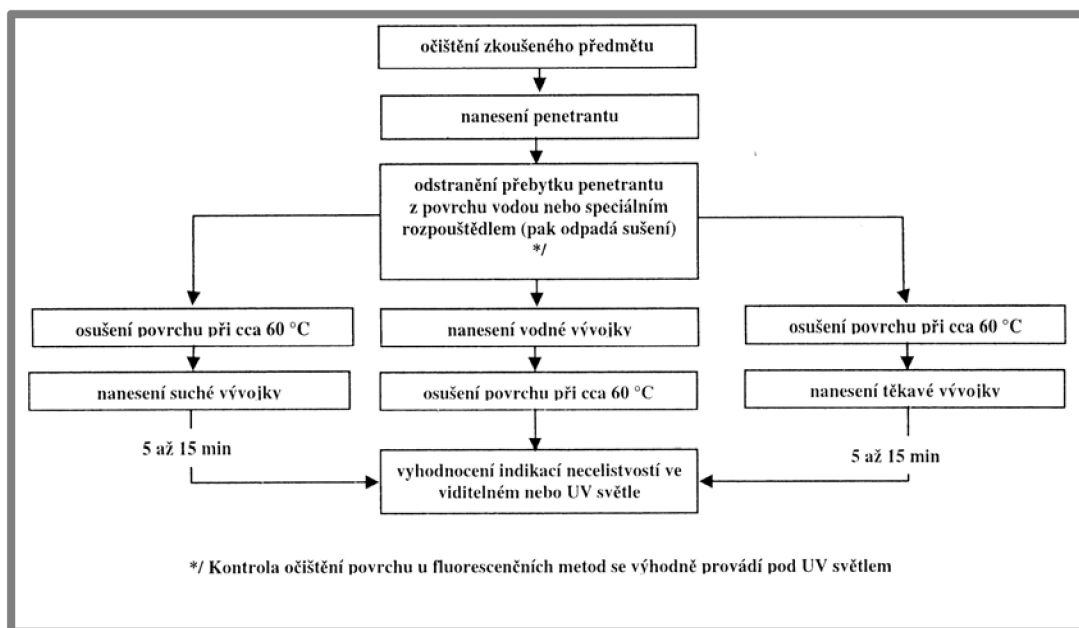 očištění zkoušeného předmětu
nanesení penetrantu
odstranění přebytku penetrantu
z povrchu vodou nebo speciálním
rozpouštědlem (pak odpadá sušení)
*/
osušení povrchu při cca 60 °C
nanesení vodné vývojky
osušení povrchu při cca 60 °C
nanesení suché vývojky
osušení povrchu při cca 60 °C
nanesení těkavé vývojky
5 až 15 min
vyhodnocení indikací necelistvostí ve
viditelném nebo UV světle
5 až 15 min
*/ Kontrola očištění povrchu u fluorescenčních metod se výhodně provádí pod UV světlem